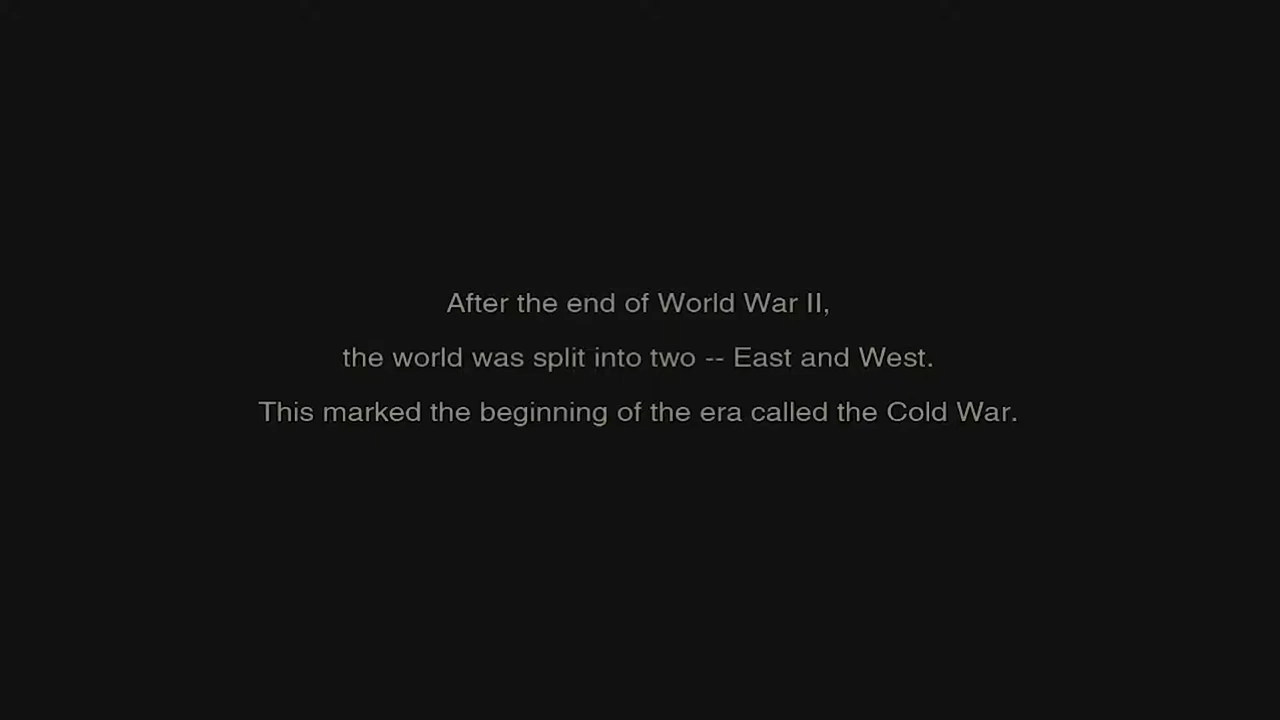 After the end of World War II,
the world was split into two -- East and West.
This marked the beginning of the era called the Cold War.